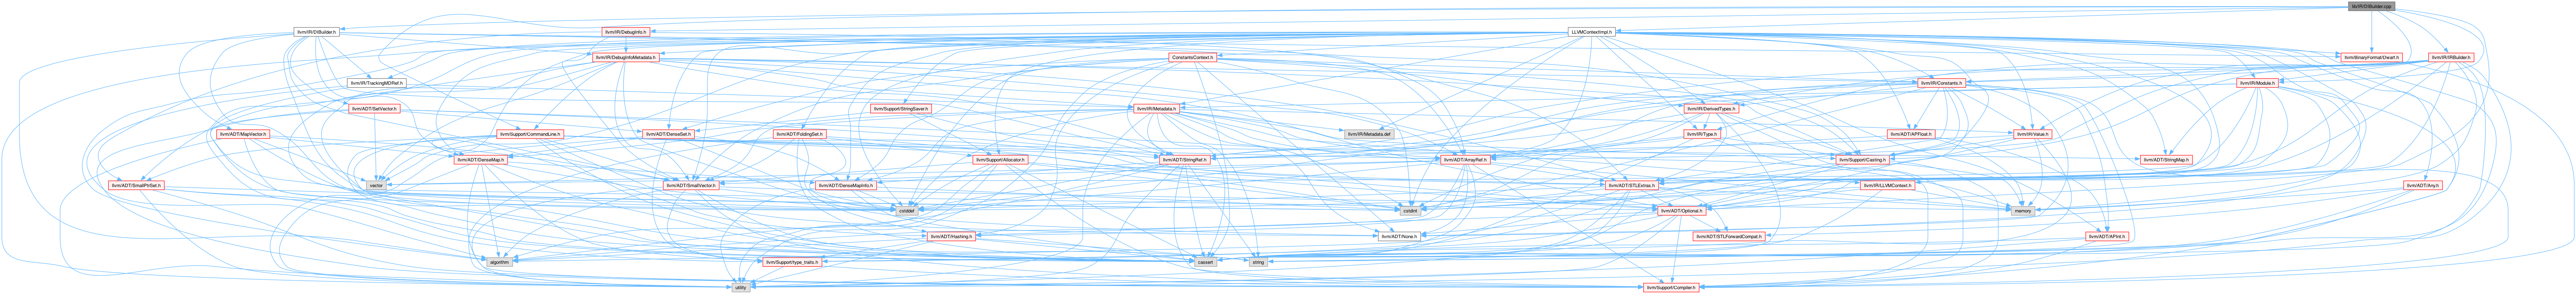 llvm/IR/DIBuilder.cpp
llvm/IR/DIBuilder.h
llvm/IR/DebugInfo.h
LLVMContextImpl.h
llvm/IR/DebugInfoMetadata.h
ConstantsContext.h
llvm/BinaryFormat/Dwarf.h
llvm/IR/IRBuilder.h
llvm/IR/TrackingMDRef.h
llvm/IR/Constants.h
llvm/IR/Module.h
llvm/ADT/SetVector.h
llvm/Support/StringSaver.h
llvm/IR/Metadata.h
llvm/IR/DerivedTypes.h
llvm/ADT/MapVector.h
llvm/Support/CommandLine.h
llvm/ADT/DenseSet.h
llvm/ADT/FoldingSet.h
llvm/IR/Metadata.def
llvm/IR/Type.h
llvm/ADT/APFloat.h
llvm/IR/Value.h
llvm/ADT/DenseMap.h
llvm/Support/Allocator.h
llvm/ADT/StringRef.h
llvm/ADT/ArrayRef.h
llvm/Support/Casting.h
llvm/ADT/StringMap.h
llvm/ADT/SmallPtrSet.h
vector
llvm/ADT/SmallVector.h
llvm/ADT/DenseMapInfo.h
llvm/ADT/STLExtras.h
llvm/IR/LLVMContext.h
llvm/ADT/Any.h
cstddef
cstdint
llvm/ADT/Optional.h
memory
llvm/ADT/Hashing.h
llvm/ADT/None.h
llvm/ADT/STLForwardCompat.h
llvm/ADT/APInt.h
algorithm
llvm/Support/type_traits.h
cassert
string
utility
llvm/Support/Compiler.h